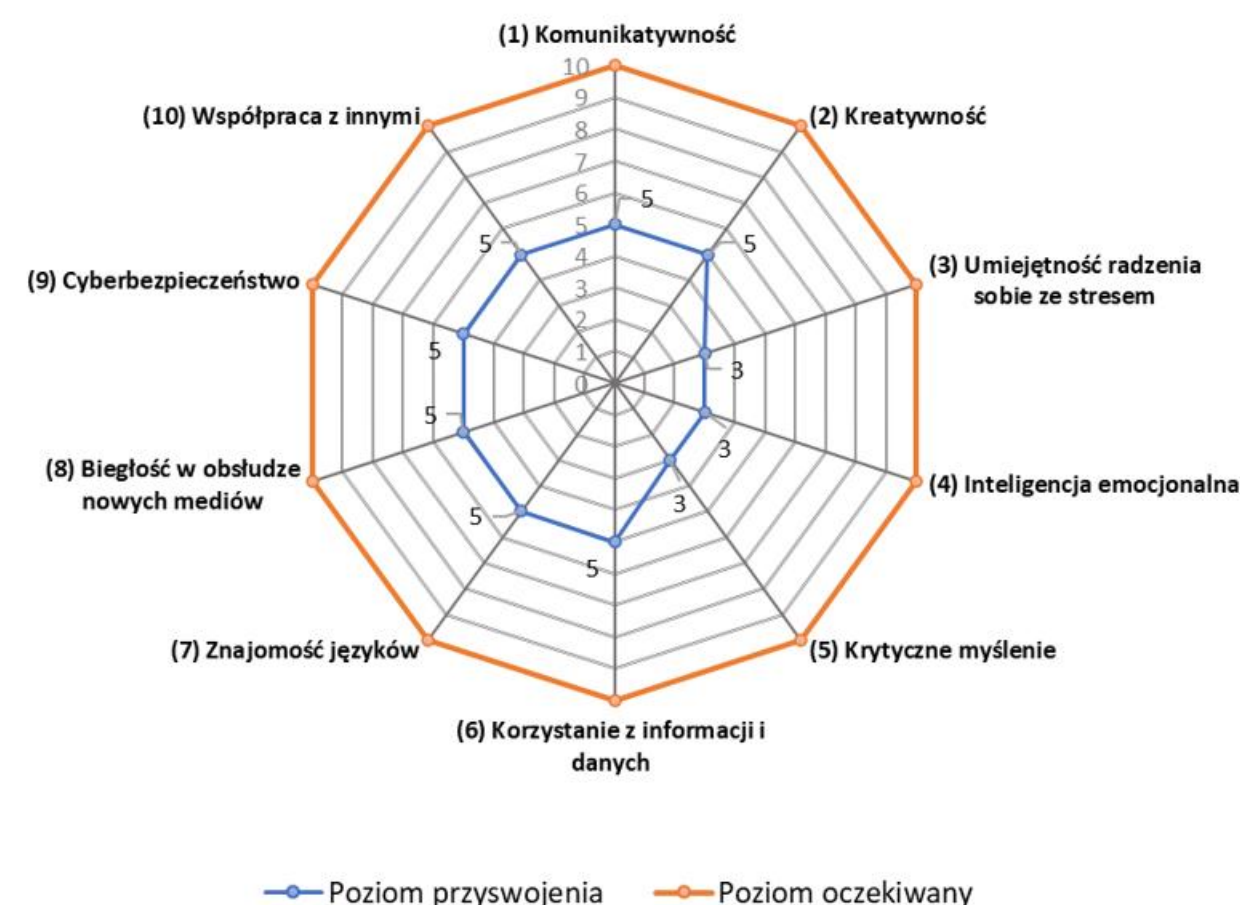 (1) Komunikatywność
10
(10) Współpraca z innymi
(2) Kreatywność
9
8
7
6
5
5
5
5
4
(9) Cyberbezpieczeństwo
(3) Umiejętność radzenia
sobie ze stresem
3
2
5
1
3
0
5
3
(8) Biegłość w obsłudze
nowych mediów
(4) Inteligencja emocjonalna
5
3
5
(7) Znajomość języków
(5) Krytyczne myślenie
(6) Korzystanie z informacji i
danych
Poziom przyswojenia
Poziom oczekiwany